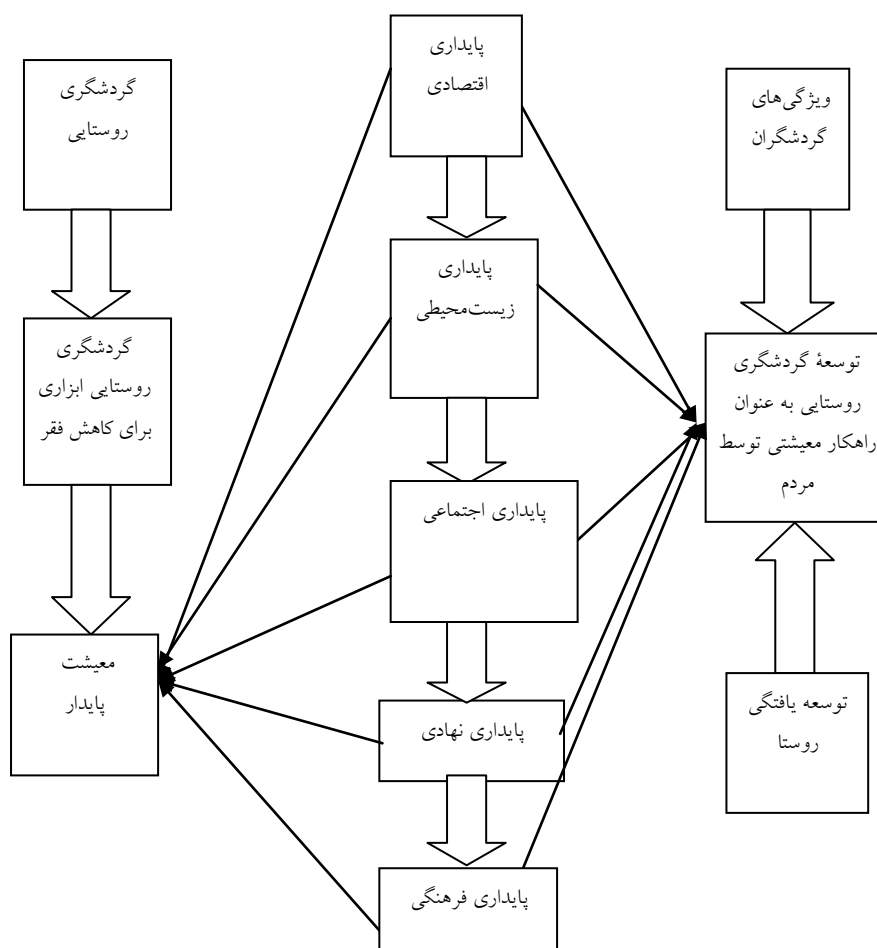 پایداری
اقتصادی
گردشگری
روستایی
ویژگی‌های
گردشگران
پایداری
زیست‌محیطی
گردشگری
روستایی ابزاری
برای کاهش فقر
توسعهٔ گردشگری
روستایی به عنوان
راهکار معیشتی توسط
مردم
پایداری اجتماعی
معیشت
پایدار
پایداری نهادی
توسعه یافتگی
روستا
پایداری فرهنگی